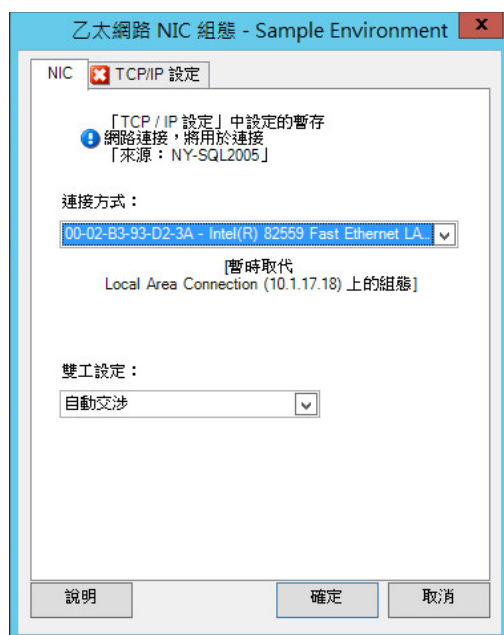 乙太網路 NIC 組態 - Sample Environment
x
NIC
TCP/IP 設定
「TCP / IP 設定」中設定的暫存
網路連接，將用於連接
「來源：NY-SQL2005」
連接方式：
00-02-B3-93-D2-3A - Intel(R) 82559 Fast Ethernet LA..
[暫時取代
Local Area Connection (10.1.17.18) 上的組態]
雙工設定：
自動交涉
說明
確定
取消